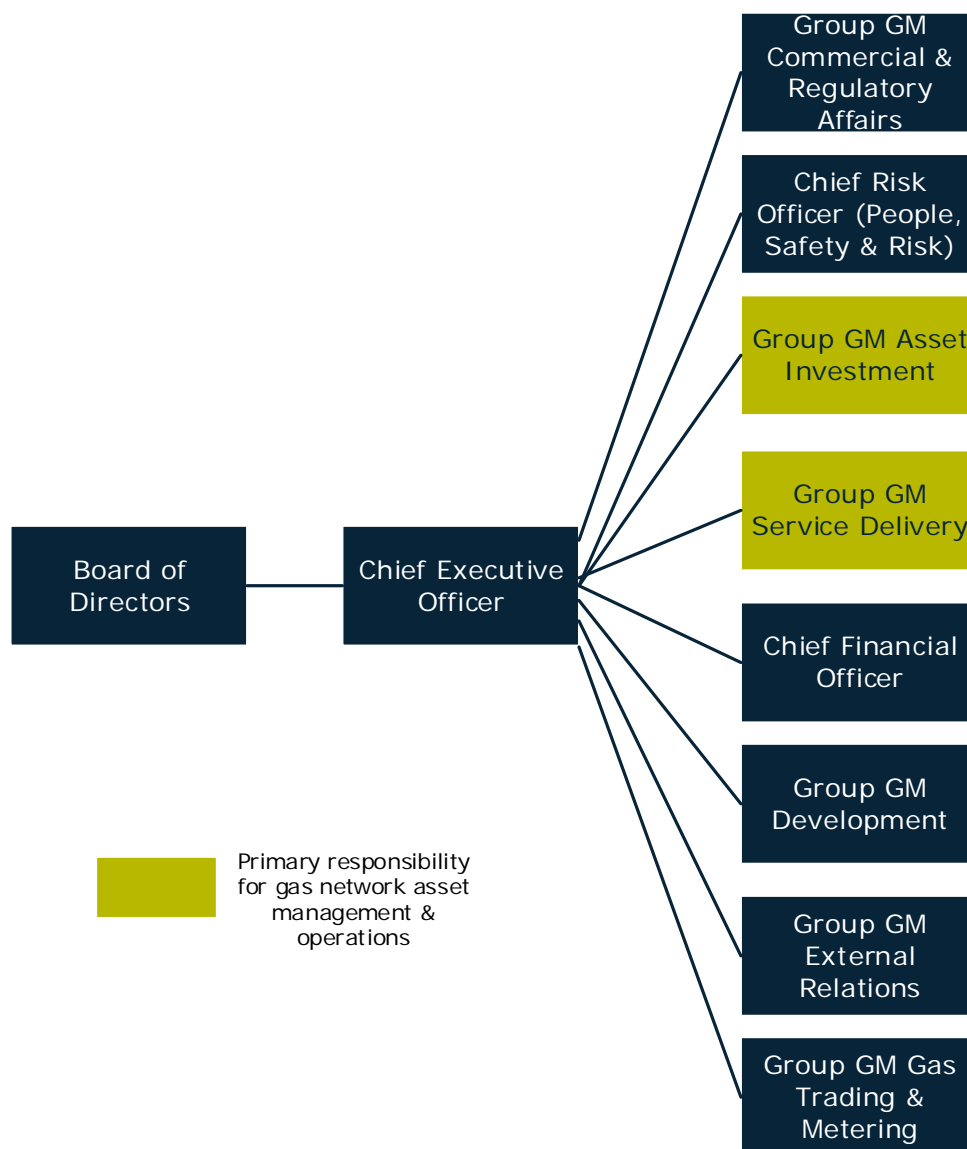 Group GM
Commercial &
Regulatory
Affairs
Chief Risk
Officer (People,
Safety & Risk)
Group GM Asset
Investment
Group GM
Service Delivery
Board of
Directors
Chief Executive
Officer
Chief Financial
Officer
Group GM
Development
Primary responsibility
for gas network asset
management &
operations
Group GM
External
Relations
Group GM Gas
Trading &
Metering